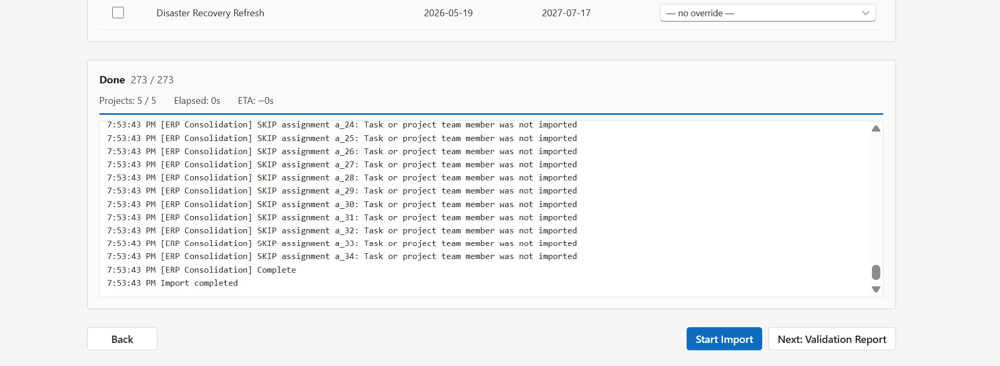 Disaster Recovery Refresh 2026-05-19 2027-07-17 — no override —
Done 273 / 273
Projects: 5 / 5 Elapsed: 0s ETA: ~0s
7:53:43 PM [ERP Consolidation] SKIP assignment a_24: Task or project team member was not imported
7:53:43 PM [ERP Consolidation] SKIP assignment a_25: Task or project team member was not imported
7:53:43 PM [ERP Consolidation] SKIP assignment a_26: Task or project team member was not imported
7:53:43 PM [ERP Consolidation] SKIP assignment a_27: Task or project team member was not imported
7:53:43 PM [ERP Consolidation] SKIP assignment a_28: Task or project team member was not imported
7:53:43 PM [ERP Consolidation] SKIP assignment a_29: Task or project team member was not imported
7:53:43 PM [ERP Consolidation] SKIP assignment a_30: Task or project team member was not imported
7:53:43 PM [ERP Consolidation] SKIP assignment a_31: Task or project team member was not imported
7:53:43 PM [ERP Consolidation] SKIP assignment a_32: Task or project team member was not imported
7:53:43 PM [ERP Consolidation] SKIP assignment a_33: Task or project team member was not imported
7:53:43 PM [ERP Consolidation] SKIP assignment a_34: Task or project team member was not imported
7:53:43 PM [ERP Consolidation] Complete
7:53:43 PM Import completed
Back Start Import Next: Validation Report